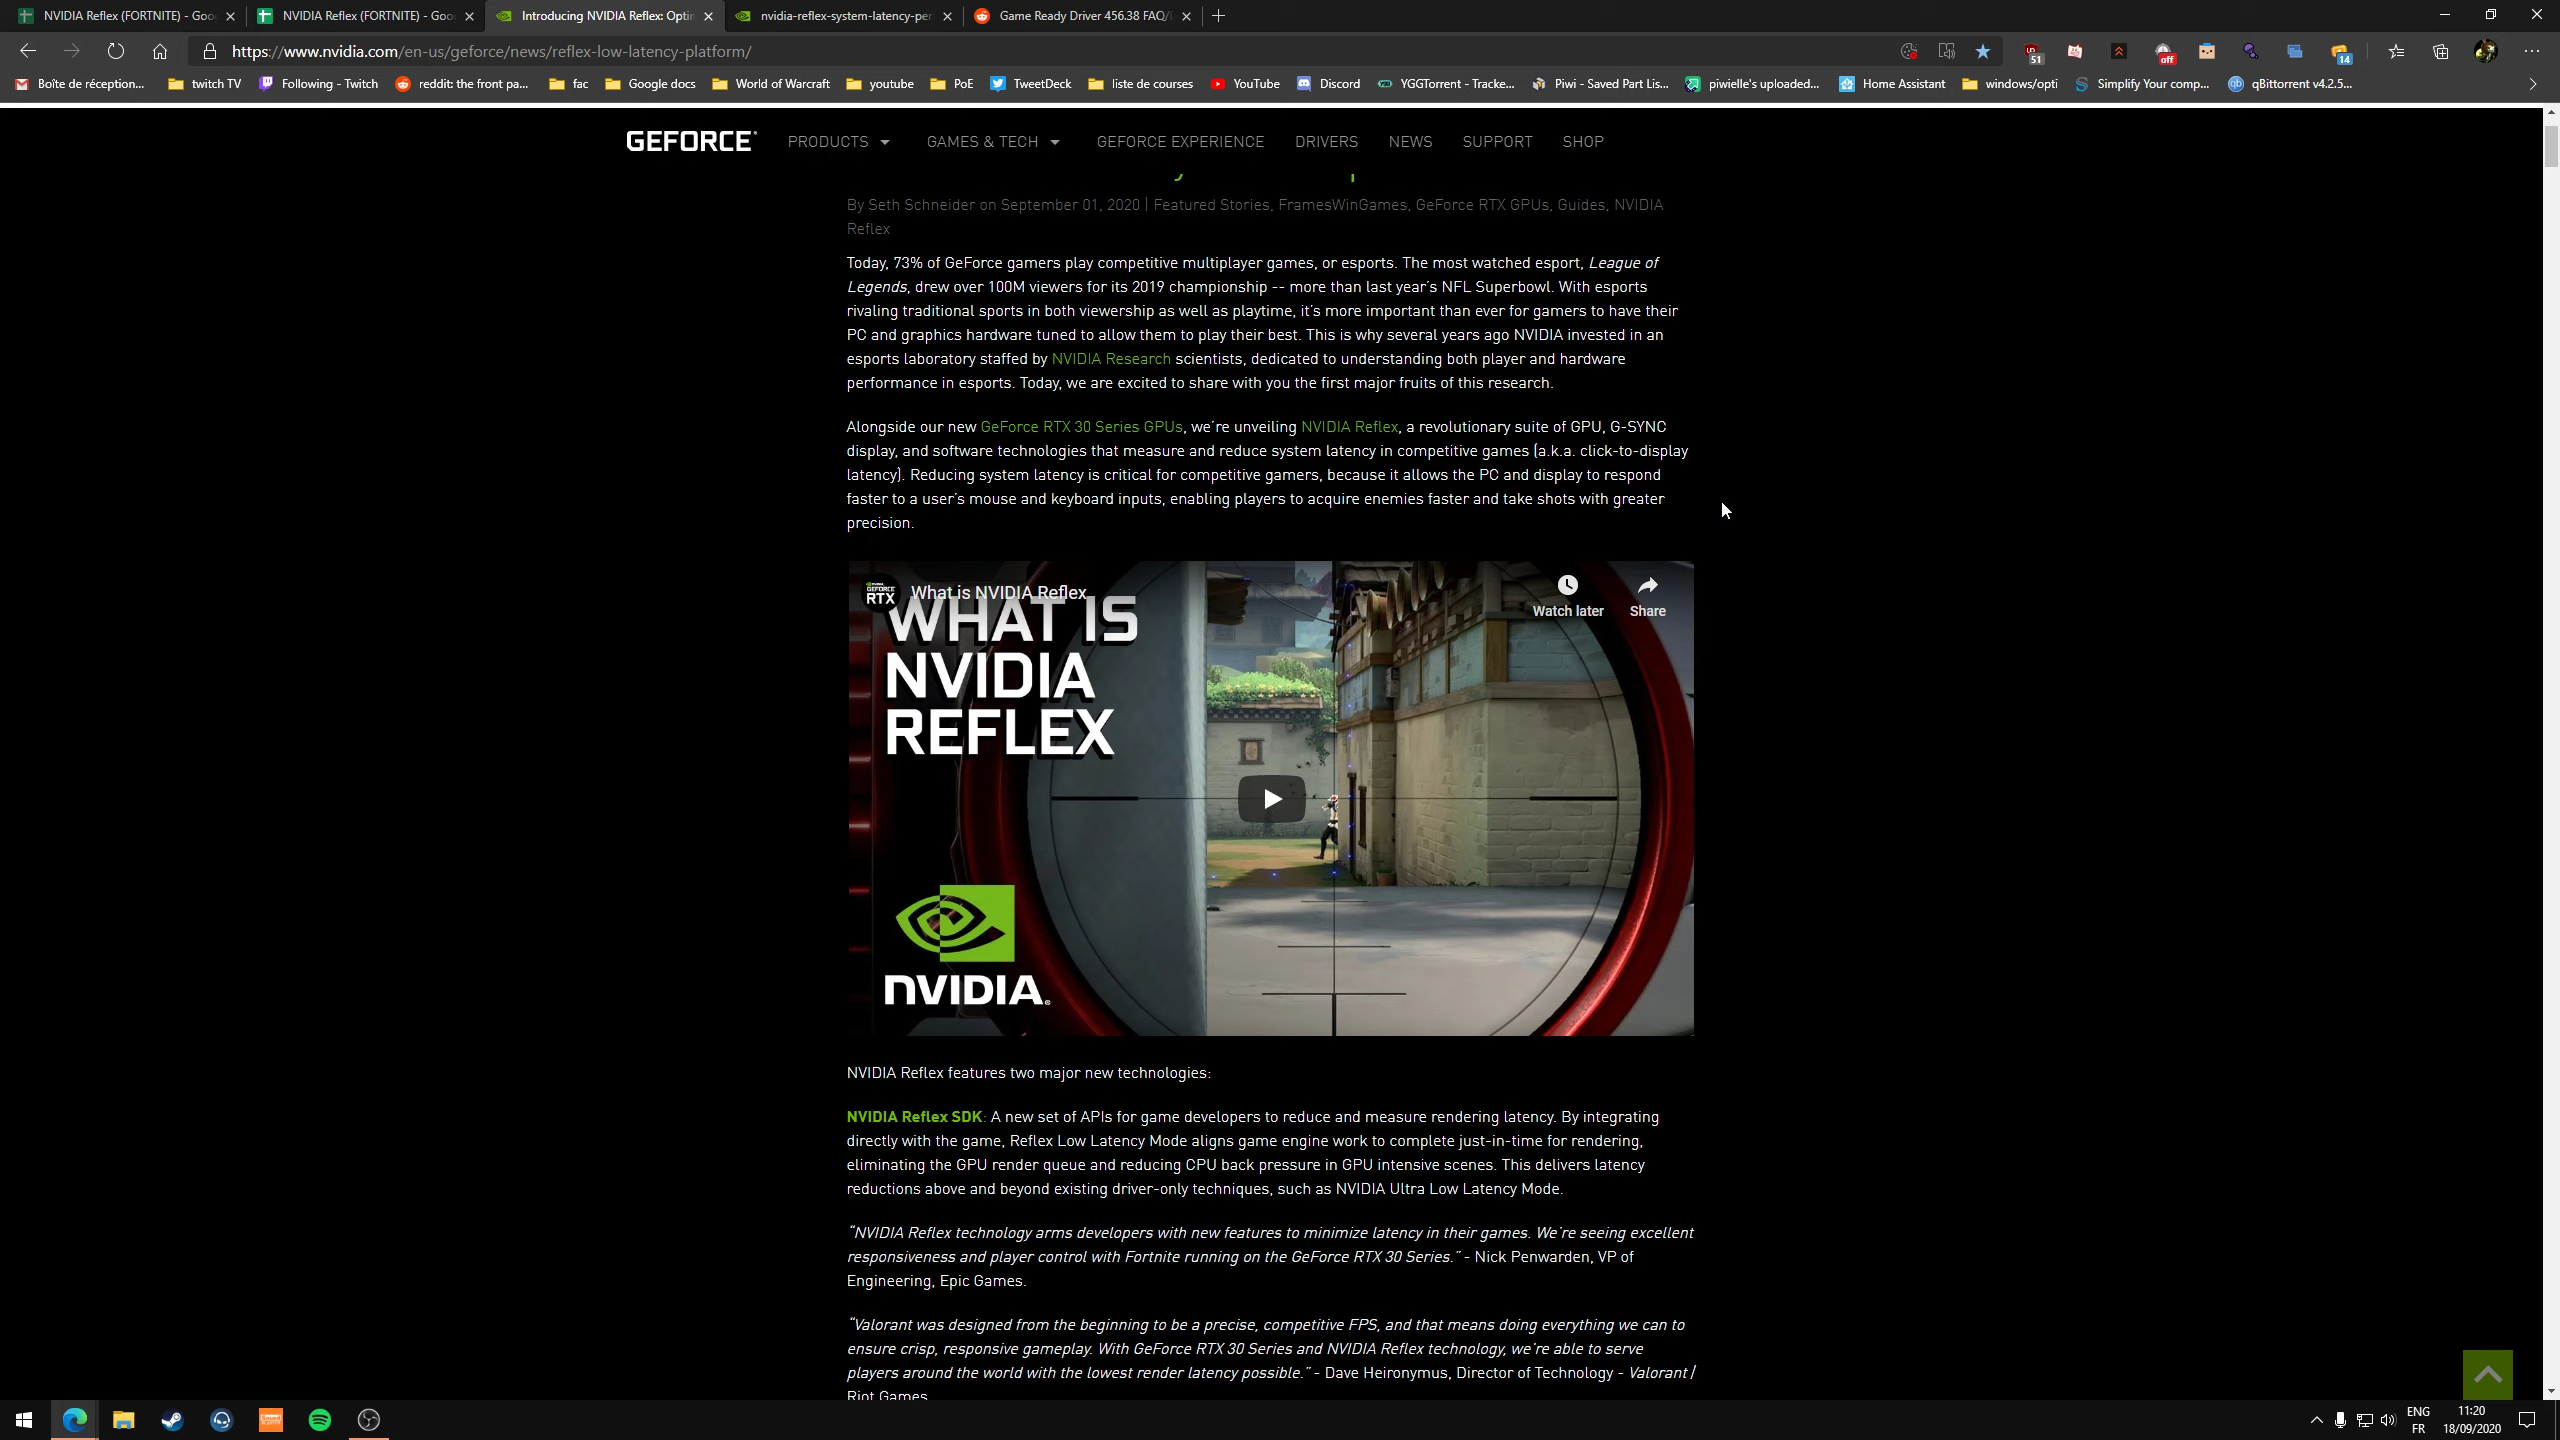 NVIDIA Reflex (FORTNITE) - Goo
NVIDIA Reflex (FORTNITE) - Goo
Introducing NVIDIA Reflex: Optim
nvidia-reflex-system-latency-per
Game Ready Driver 456.38 FAQ/
https://www.nvidia.com/en-us/geforce/news/reflex-low-latency-platform/
51
off
14
Boîte de réception...
twitch TV
Following - Twitch
reddit: the front pa...
fac
Google docs
World of Warcraft
youtube
PoE
TweetDeck
liste de courses
YouTube
Discord
YGGTorrent - Tracke...
Piwi - Saved Part Lis...
piwielle's uploaded...
Home Assistant
windows/opti
Simplify Your comp...
qBittorrent v4.2.5...
GEFORCE
PRODUCTS
GAMES & TECH
GEFORCE EXPERIENCE
DRIVERS
NEWS
SUPPORT
SHOP
By Seth Schneider on September 01, 2020 | Featured Stories, FramesWinGames, GeForce RTX GPUs, Guides, NVIDIA
Reflex
Today, 73% of GeForce gamers play competitive multiplayer games, or esports. The most watched esport, League of
Legends, drew over 100M viewers for its 2019 championship -- more than last year's NFL Superbowl. With esports
rivaling traditional sports in both viewership as well as playtime, it's more important than ever for gamers to have their
PC and graphics hardware tuned to allow them to play their best. This is why several years ago NVIDIA invested in an
esports laboratory staffed by NVIDIA Research scientists, dedicated to understanding both player and hardware
performance in esports. Today, we are excited to share with you the first major fruits of this research.
Alongside our new GeForce RTX 30 Series GPUs, we're unveiling NVIDIA Reflex, a revolutionary suite of GPU, G-SYNC
display, and software technologies that measure and reduce system latency in competitive games (a.k.a. click-to-display
latency). Reducing system latency is critical for competitive gamers, because it allows the PC and display to respond
faster to a user's mouse and keyboard inputs, enabling players to acquire enemies faster and take shots with greater
precision.
GEFORCE
RTX
What is NVIDIA Reflex
Watch later
Share
WHAT IS
NVIDIA
REFLEX
NVIDIA.
NVIDIA Reflex features two major new technologies:
NVIDIA Reflex SDK: A new set of APIs for game developers to reduce and measure rendering latency. By integrating
directly with the game, Reflex Low Latency Mode aligns game engine work to complete just-in-time for rendering,
eliminating the GPU render queue and reducing CPU back pressure in GPU intensive scenes. This delivers latency
reductions above and beyond existing driver-only techniques, such as NVIDIA Ultra Low Latency Mode.
"NVIDIA Reflex technology arms developers with new features to minimize latency in their games. We're seeing excellent
responsiveness and player control with Fortnite running on the GeForce RTX 30 Series." - Nick Penwarden, VP of
Engineering, Epic Games.
"Valorant was designed from the beginning to be a precise, competitive FPS, and that means doing everything we can to
ensure crisp, responsive gameplay. With GeForce RTX 30 Series and NVIDIA Reflex technology, we're able to serve
players around the world with the lowest render latency possible." - Dave Heironymus, Director of Technology - Valorant /
Riot Games
ENG
FR
11:20
18/09/2020